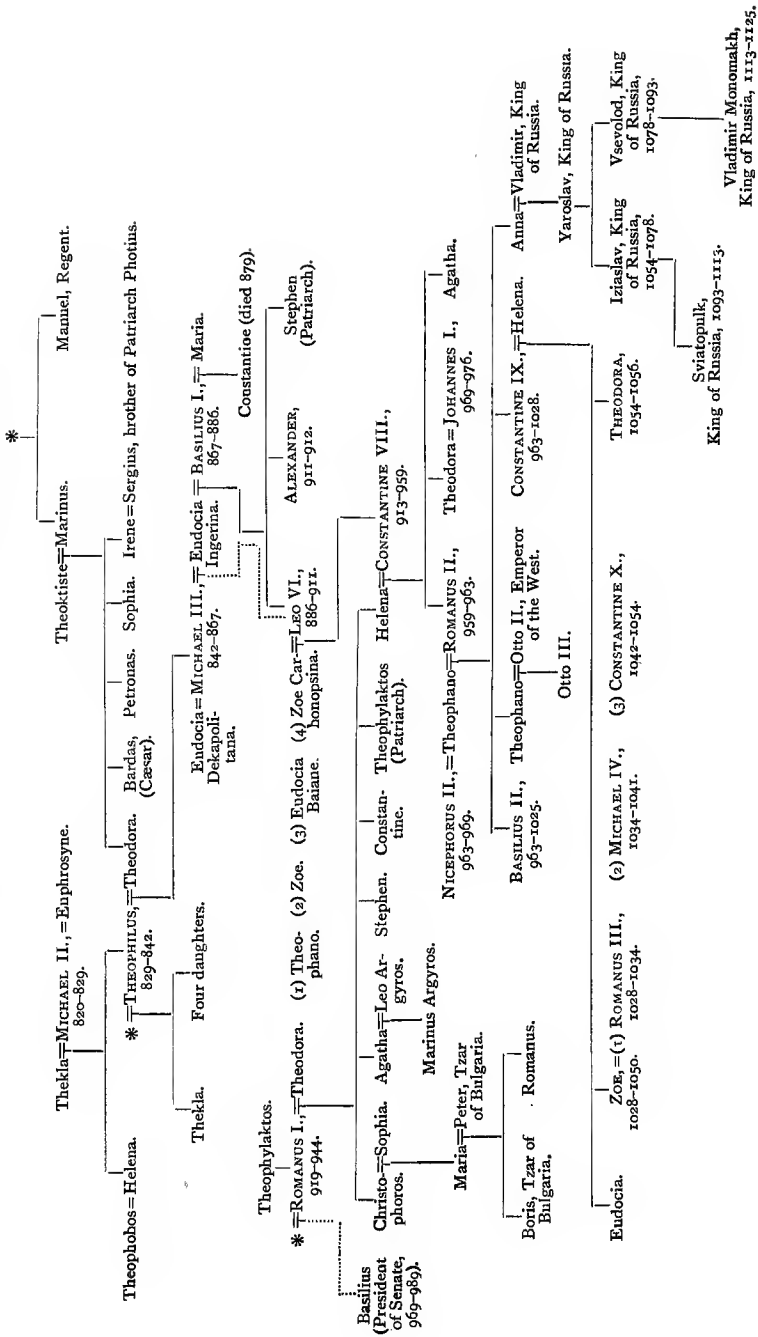 *
Thekla=MICHAEL II.,=Euphrosyne.
820–829.
Theoktiste=Marinus.
Manuel, Regent.
Theophobos=Helena.
*=THEOPHILUS,=Theodora.
829–842.
Bardas,
(Cæsar).
Petronas.
Sophia.
Irene=Sergins, hrother of Patriarch Photius.
Thekla.
Four daughters.
Eudocia=MICHAEL III.,=Eudocia=BASILIUS I.,=Maria.
Dekapoli-
tana.
842–867.
Ingerina.
867–886.
Constantioe (died 879).
Theophylaktos.
*=ROMANUS I.,=Theodora.
919–944.
(1) Theo-
phano.
(2) Zoe.
(3) Eudocia
Baiane.
(4) Zoe Car-=LEO VI.,
honopsina.
886–911.
ALEXANDER,
911–912.
Stephen
(Patriarch).
Basilius
(President
of Senate,
969–989).
Christo-=Sophia.
phoros.
Agatha=Leo Ar-
gyros.
Stephen.
Constan-
tine.
Theophylaktos
(Patriarch).
Helena=CONSTANTINE VIII.,
913–959.
Marinus Argyros.
Maria=Peter, Tzar
of Bulgaria.
NICEPHORUS II.,=Theophano=ROMANUS II.,
963–969.
959–963.
Theodora=JOHANNES I.,
969–976.
Agatha.
Boris, Tzar of
Bulgaria.
Romanus.
BASILIUS II.,
963–1025.
Theophano=Otto II., Emperor
of the West.
CONSTANTINE IX.,=Helena.
963–1028.
Anna=Vladimir, King
of Russia.
Otto III.
Yaroslav, King of Russia.
Eudocia.
ZOE,=(1) ROMANUS III.,
1028–1050.
1028–1034.
(2) MICHAEL IV.,
1034–1041.
(3) CONSTANTINE X.,
1042–1054.
THEODORA,
1054–1056.
Iziaslav, King
of Russia,
1054–1078.
Vsevolod, King
of Russia,
1078–1093.
Sviatopulk,
King of Russia, 1093–1113.
Vladimir Monomakh,
King of Russia, 1113–1125.